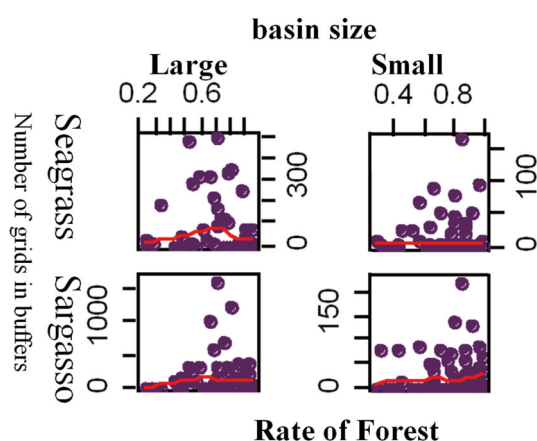 basin size
Large
Small
0.2
0.6
0.4
0.8
Seagrass
Sargasso
Number of grids in buffers
300
0
100
0
1000
0
150
0
Rate of Forest